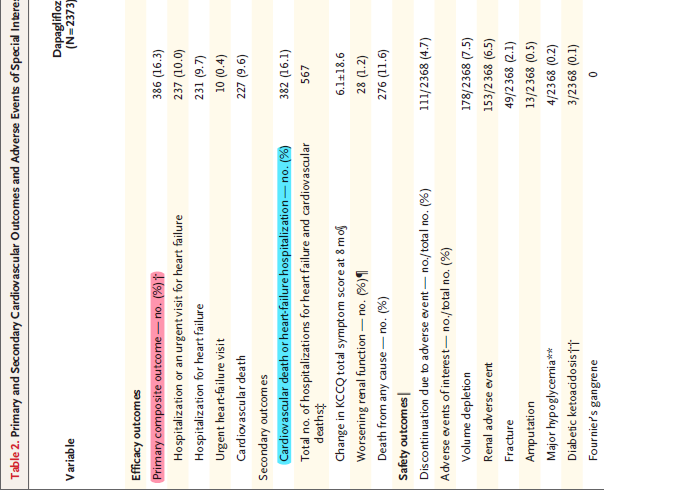 Table 2. Primary and Secondary Cardiovascular Outcomes and Adverse Events of Special
Variable
Efficacy outcomes
Primary composite outcome — no. (%)† 386 (16.3)
Hospitalization or an urgent visit for heart failure 237 (10.0)
Hospitalization for heart failure 231 (9.7)
Urgent heart-failure visit 10 (0.4)
Cardiovascular death 227 (9.6)
Secondary outcomes
Cardiovascular death or heart-failure hospitalization — no. (%) 382 (16.1)
Total no. of hospitalizations for heart failure and cardiovascular 567
deaths‡
Change in KCCQ total symptom score at 8 mo§ 6.1±18.6
Worsening renal function — no. (%)¶ 28 (1.2)
Death from any cause — no. (%) 276 (11.6)
Safety outcomes‖
Discontinuation due to adverse event — no./total no. (%) 111/2368 (4.7)
Adverse events of interest — no./total no. (%)
Volume depletion 178/2368 (7.5)
Renal adverse event 153/2368 (6.5)
Fracture 49/2368 (2.1)
Amputation 13/2368 (0.5)
Major hypoglycemia** 4/2368 (0.2)
Diabetic ketoacidosis†† 3/2368 (0.1)
Fournier's gangrene 0
(N=2373)